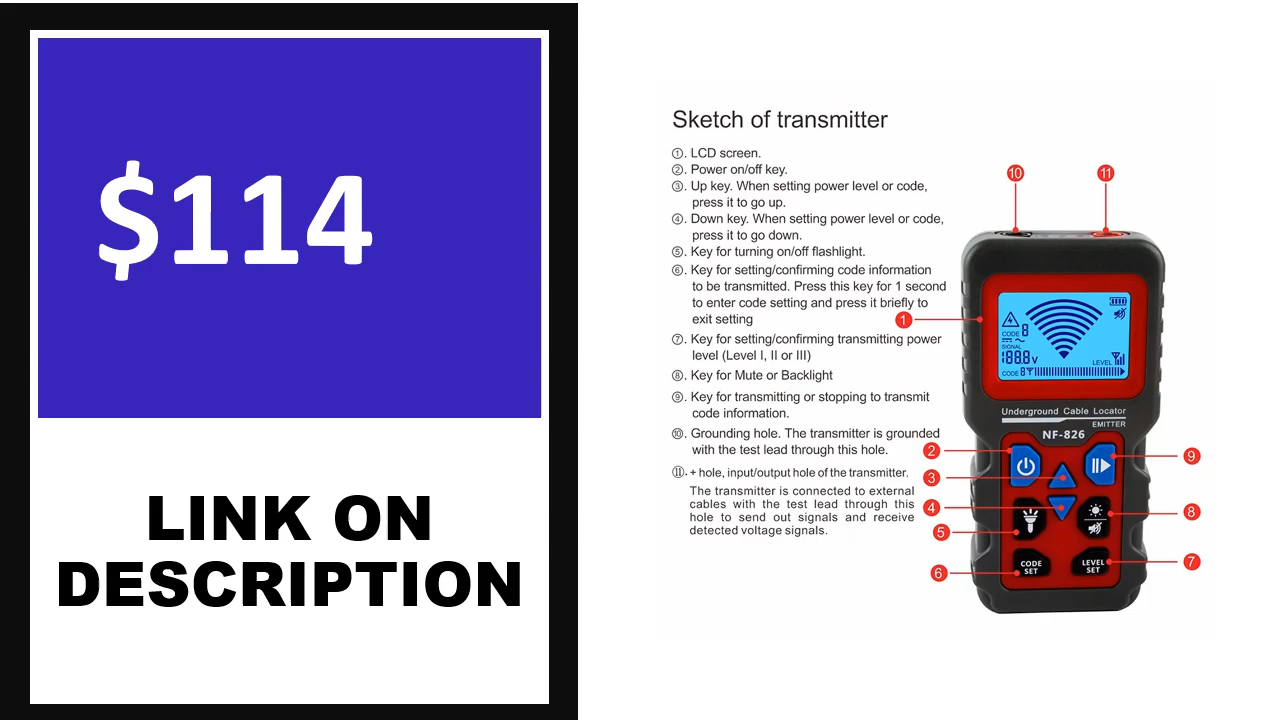 $114
LINK ON
DESCRIPTION
Sketch of transmitter
①. LCD screen.
②. Power on/off key.
③. Up key. When setting power level or code,
press it to go up.
④. Down key. When setting power level or code,
press it to go down.
⑤. Key for turning on/off flashlight.
⑥. Key for setting/confirming code information
to be transmitted. Press this key for 1 second
to enter code setting and press it briefly to
exit setting
⑦. Key for setting/confirming transmitting power
level (Level I, II or III)
⑧. Key for Mute or Backlight
⑨. Key for transmitting or stopping to transmit
code information.
⑩. Grounding hole. The transmitter is grounded
with the test lead through this hole.
⑪. + hole, input/output hole of the transmitter.
The transmitter is connected to external
cables with the test lead through this
hole to send out signals and receive
detected voltage signals.
10 11
1
CODE 8
SIGNAL
188.8 V
LEVEL
CODE 8
Underground Cable Locator
EMITTER
NF-826
2 9
3
4 8
5
6 7
CODE
SET
LEVEL
SET